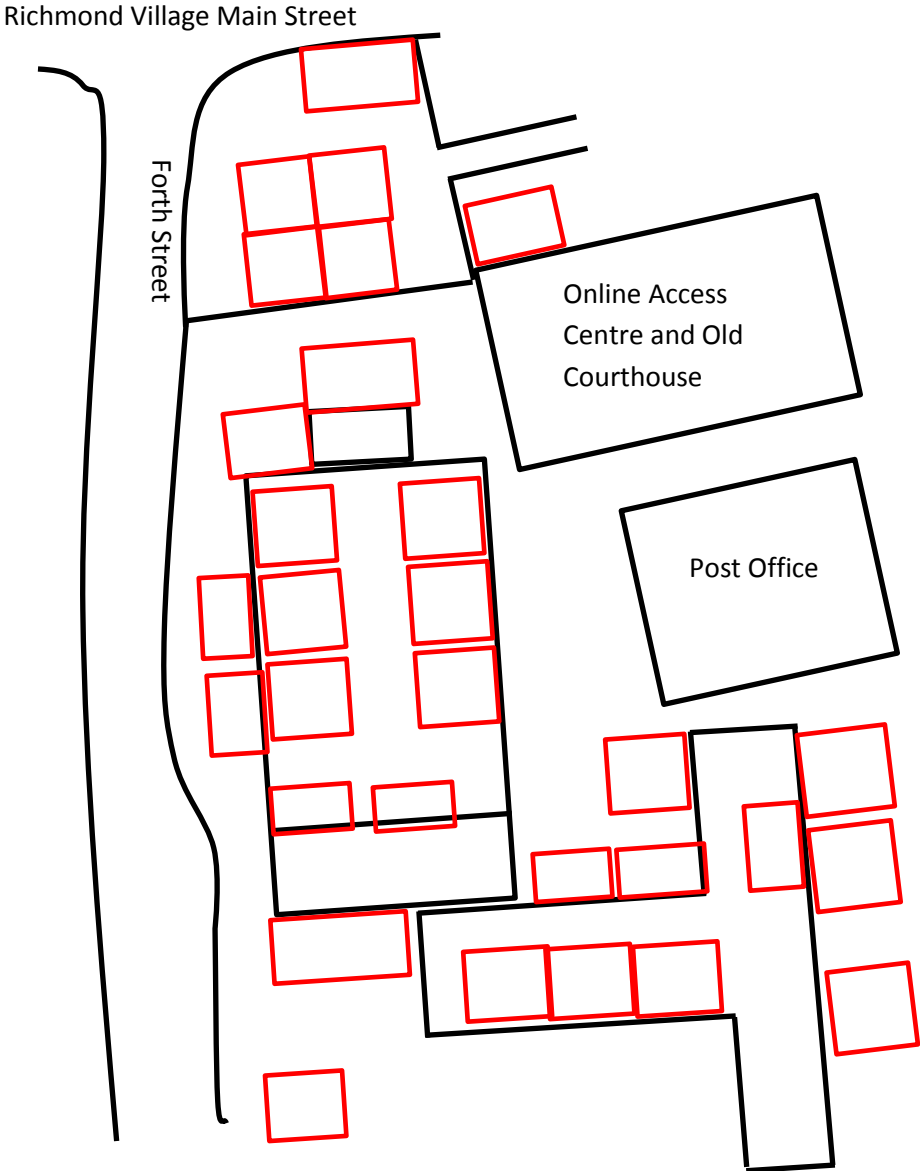 Richmond Village Main Street
Forth Street
Online Access
Centre and Old
Courthouse
Post Office